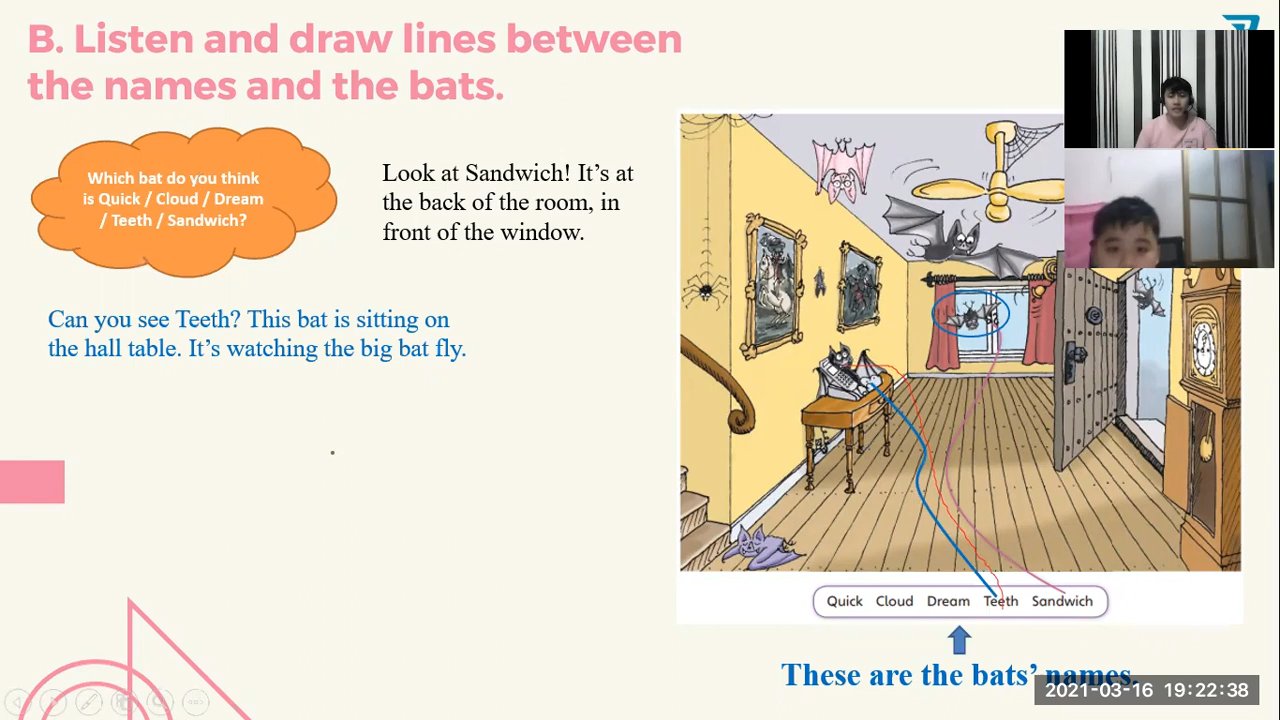 B. Listen and draw lines between
the names and the bats.
Which bat do you think
is Quick / Cloud / Dream
/ Teeth / Sandwich?
Look at Sandwich! It's at
the back of the room, in
front of the window.
Can you see Teeth? This bat is sitting on
the hall table. It's watching the big bat fly.
Quick Cloud Dream Teeth Sandwich
These are the bats' names.
2021-03-16 19:22:38